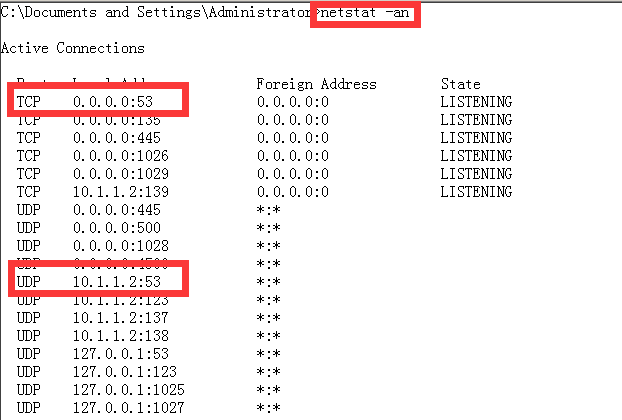 C:\Documents and Settings\Administrator>netstat -an
Active Connections
Foreign Address State
TCP 0.0.0.0:53 0.0.0.0:0 LISTENING
TCP 0.0.0.0:135 0.0.0.0:0 LISTENING
TCP 0.0.0.0:445 0.0.0.0:0 LISTENING
TCP 0.0.0.0:1026 0.0.0.0:0 LISTENING
TCP 0.0.0.0:1029 0.0.0.0:0 LISTENING
TCP 10.1.1.2:139 0.0.0.0:0 LISTENING
UDP 0.0.0.0:445 *:*
UDP 0.0.0.0:500 *:*
UDP 0.0.0.0:1028 *:*
UDP 0.0.0.0:4500 *:*
UDP 10.1.1.2:53 *:*
UDP 10.1.1.2:123 *:*
UDP 10.1.1.2:137 *:*
UDP 10.1.1.2:138 *:*
UDP 127.0.0.1:53 *:*
UDP 127.0.0.1:123 *:*
UDP 127.0.0.1:1025 *:*
UDP 127.0.0.1:1027 *:*